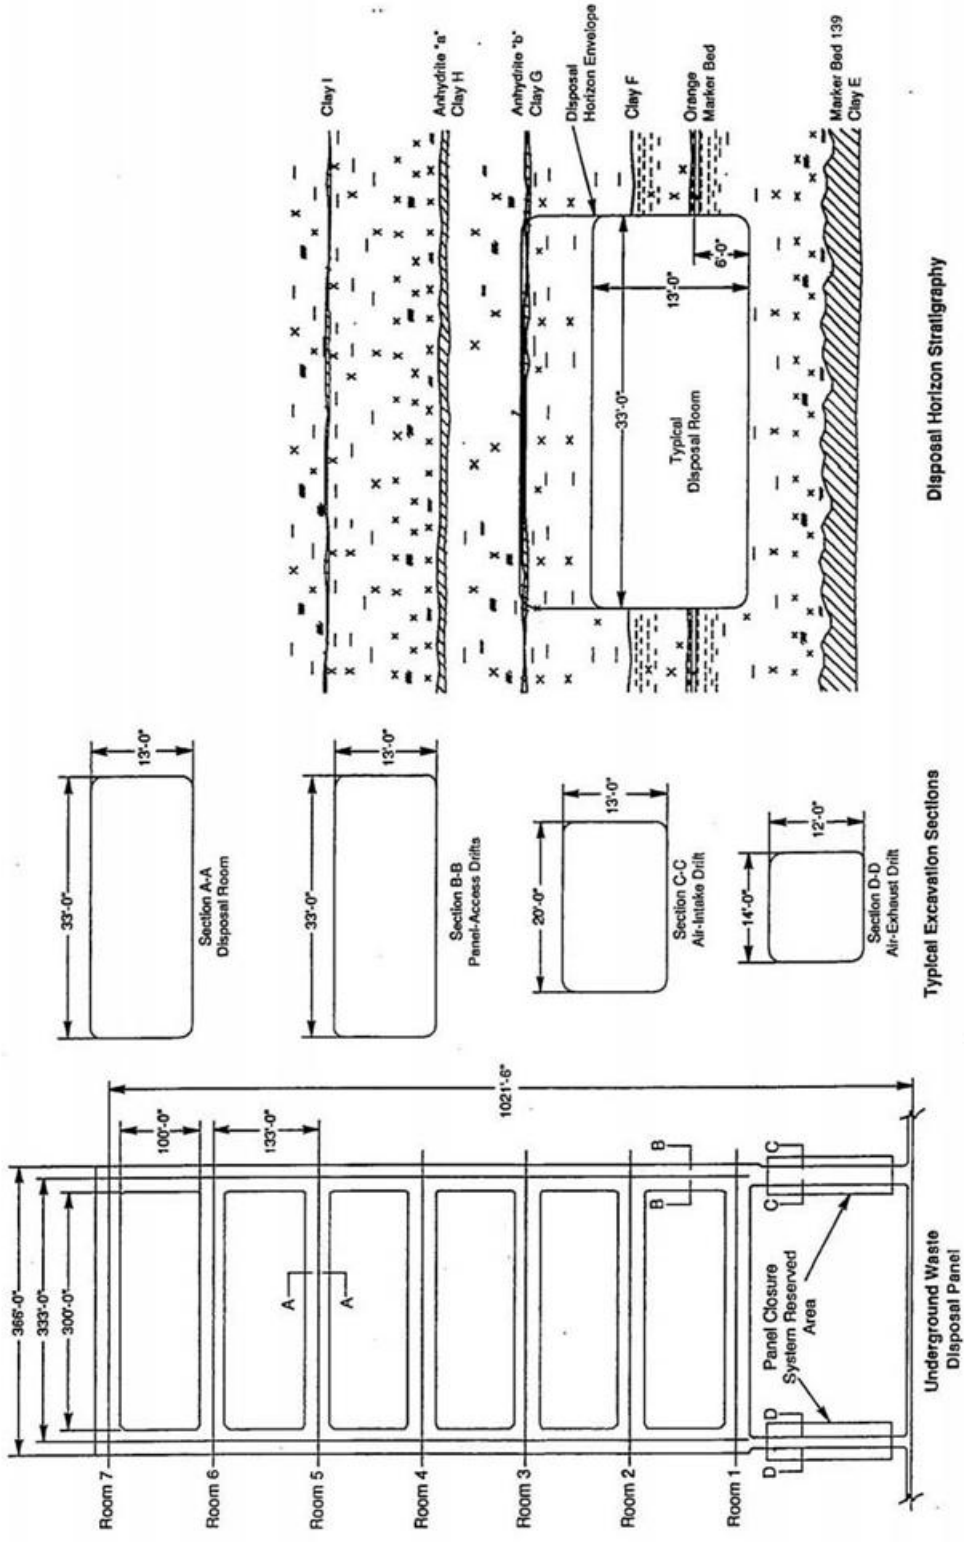 366'-0"
333'-0"
300'-0"
100'-0"
133'-0"
1021'-6"
Room 7
Room 6
Room 5
Room 4
Room 3
Room 2
Room 1
A
A
B
B
C
C
D
D
Panel Closure
System Reserved
Area
Underground Waste
Disposal Panel
33'-0"
13'-0"
Section A-A
Disposal Room
33'-0"
13'-0"
Section B-B
Panel-Access Drifts
20'-0"
13'-0"
Section C-C
Air-Intake Drift
14'-0"
12'-0"
Section D-D
Air-Exhaust Drift
Typical Excavation Sections
Clay I
Anhydrite "a"
Clay H
Anhydrite "b"
Clay G
Disposal
Horizon Envelope
Clay F
Orange
Marker Bed
Marker Bed 139
Clay E
33'-0"
13'-0"
6'-0"
Typical
Disposal Room
Disposal Horizon Stratigraphy